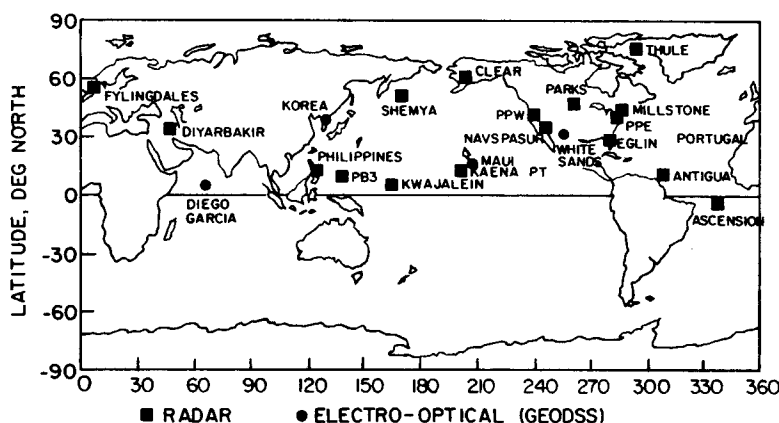 LATITUDE, DEG NORTH
90
60
30
0
-30
-60
-90
THULE
CLEAR
PARKS
FYLINGDALES
KOREA
SHEMYA
PPW
MILLSTONE
PPE
DIYARBAKIR
NAVSPASUR
WHITE
SANDS
EGLIN
PORTUGAL
PHILIPPINES
MAUI
KAENA PT
ANTIGUA
PB3
KWAJALEIN
DIEGO
GARCIA
ASCENSION
0 30 60 90 120 150 180 210 240 270 300 330 360
■ RADAR ● ELECTRO-OPTICAL (GEODSS)